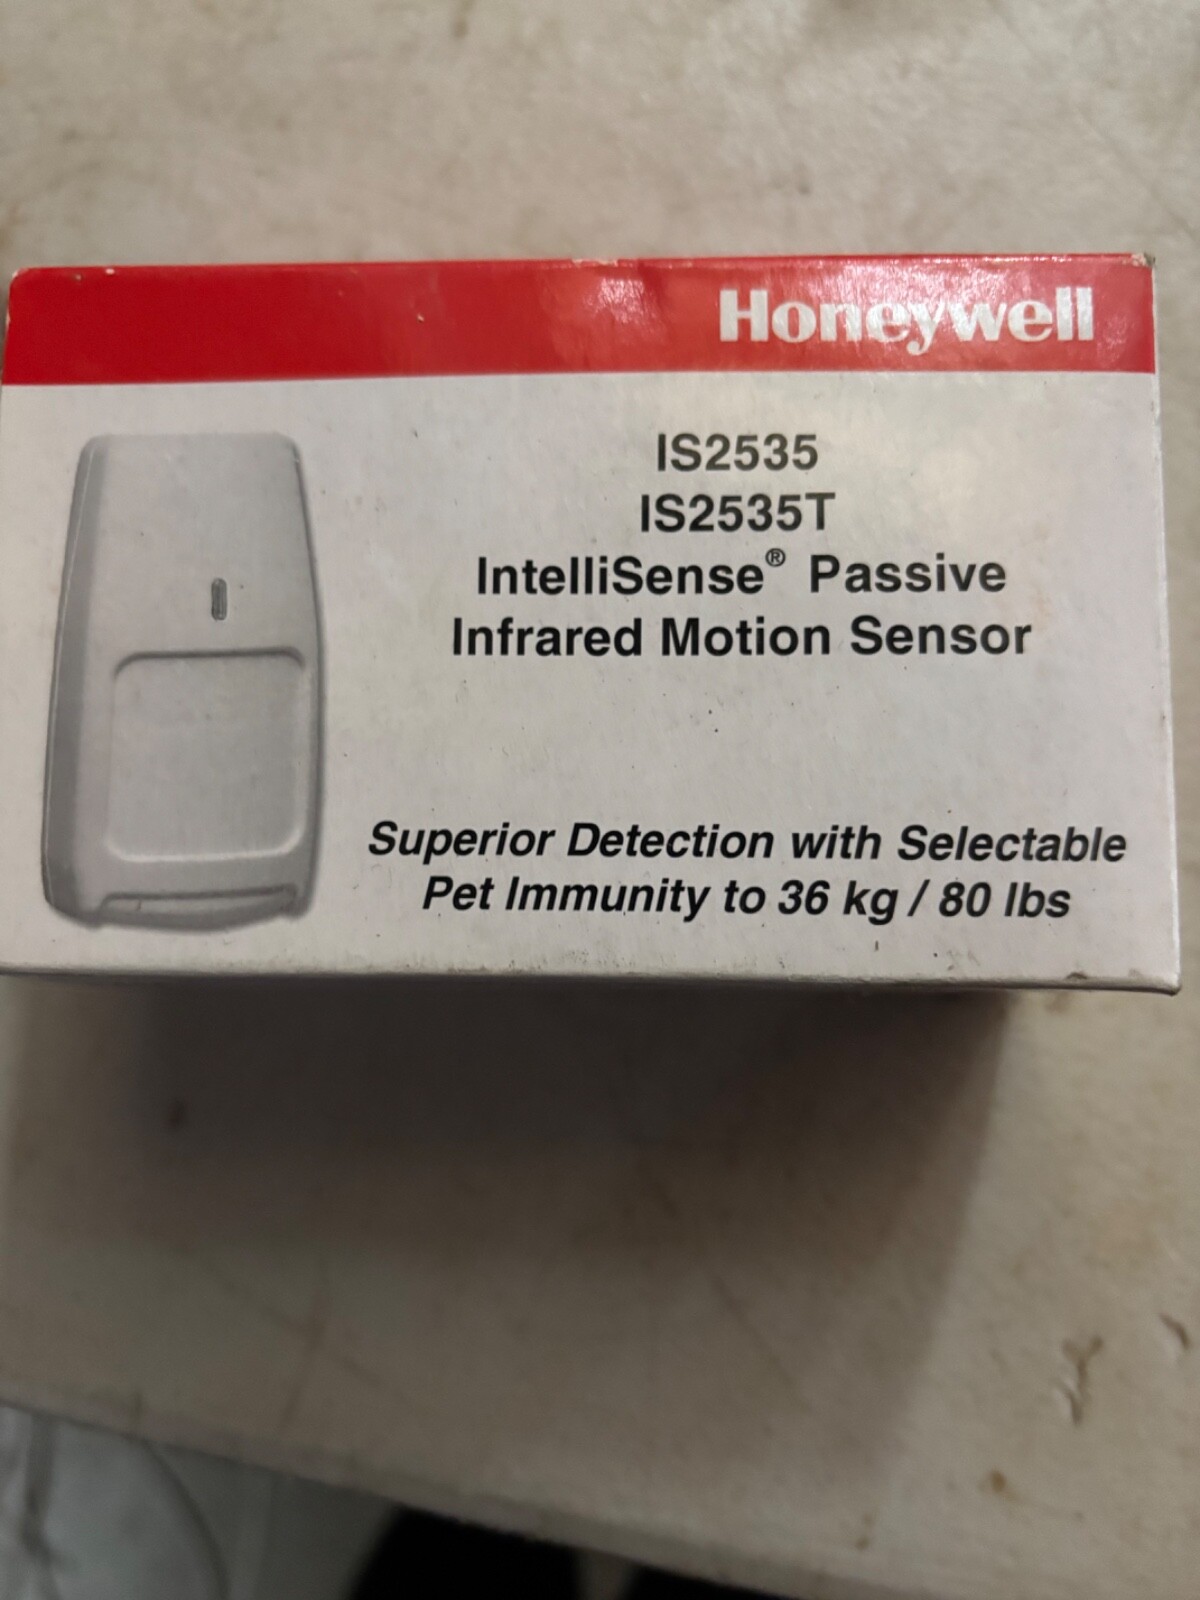 Honeywell
IS2535
IS2535T
IntelliSense® Passive
Infrared Motion Sensor
Superior Detection with Selectable
Pet Immunity to 36 kg / 80 lbs